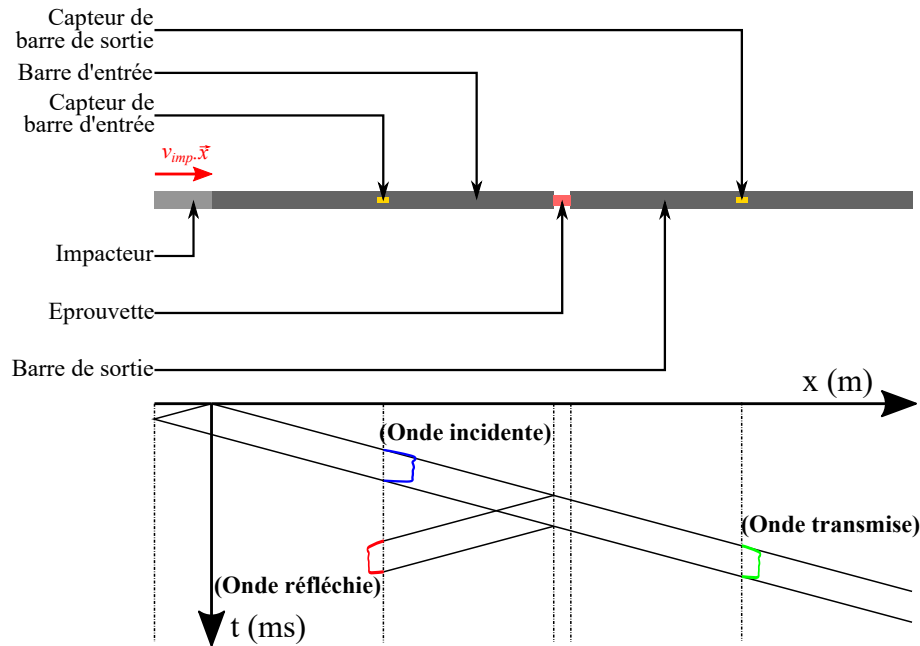 Capteur de
barre de sortie
Barre d'entrée
Capteur de
barre d'entrée
v_imp.x⃗
Impacteur
Eprouvette
Barre de sortie
x (m)
(Onde incidente)
(Onde transmise)
(Onde réfléchie)
t (ms)